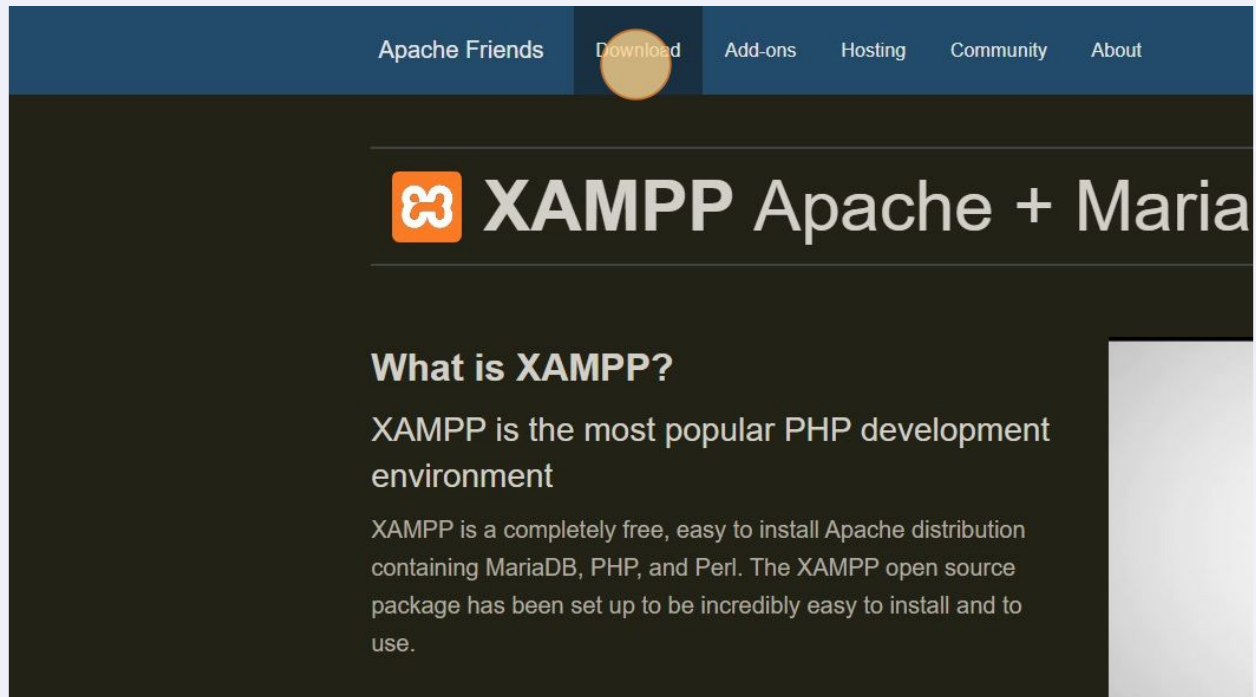 Apache Friends Download Add-ons Hosting Community About
XAMPP Apache + Maria
What is XAMPP?
XAMPP is the most popular PHP development
environment
XAMPP is a completely free, easy to install Apache distribution
containing MariaDB, PHP, and Perl. The XAMPP open source
package has been set up to be incredibly easy to install and to
use.